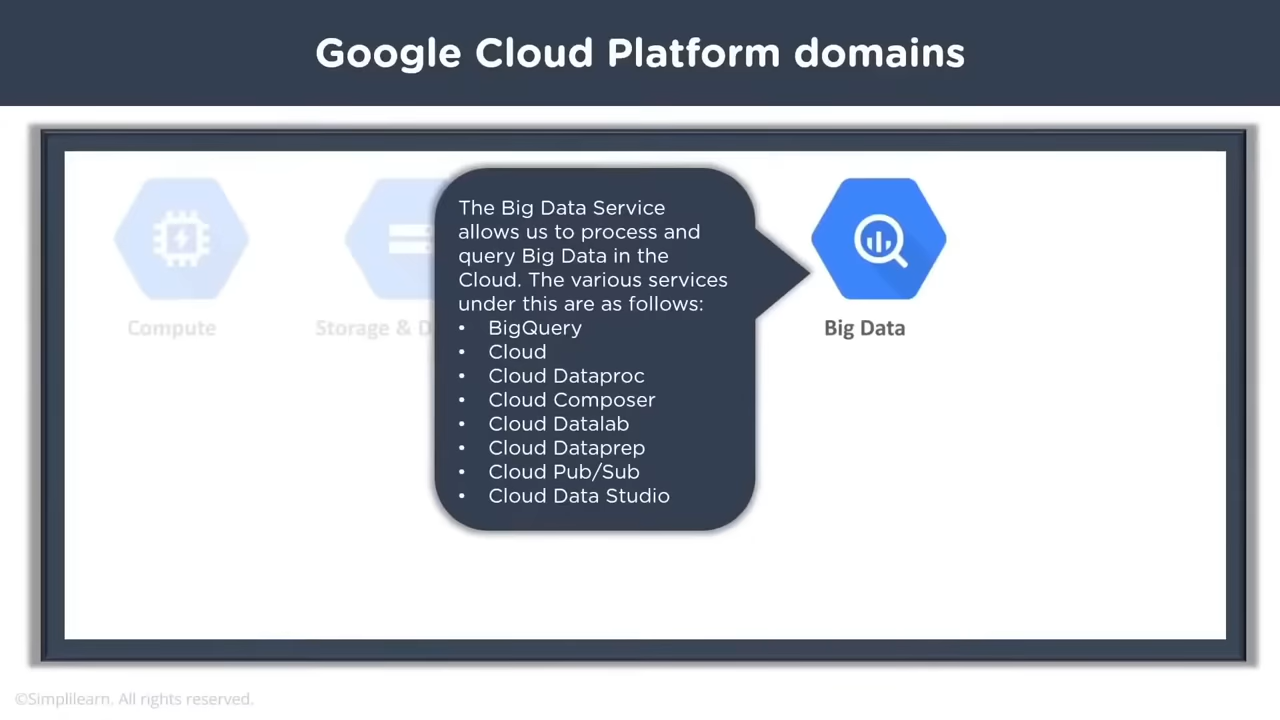 Google Cloud Platform domains
The Big Data Service
allows us to process and
query Big Data in the
Cloud. The various services
under this are as follows:
• BigQuery
• Cloud
• Cloud Dataproc
• Cloud Composer
• Cloud Datalab
• Cloud Dataprep
• Cloud Pub/Sub
• Cloud Data Studio
Compute
Storage & D
Big Data
©Simplilearn. All rights reserved.